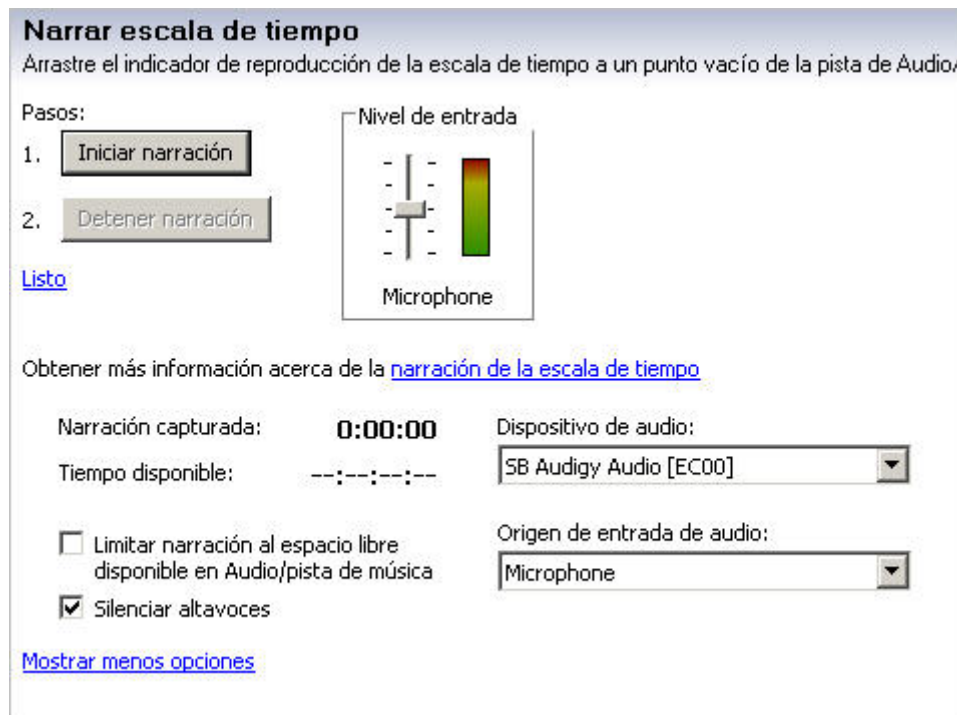 Narrar escala de tiempo
Arrastre el indicador de reproducción de la escala de tiempo a un punto vacío de la pista de Audio/
Pasos:
1. Iniciar narración
2. Detener narración
Listo
Nivel de entrada
Microphone
Obtener más información acerca de la narración de la escala de tiempo
Narración capturada: 0:00:00
Tiempo disponible: --:--:--:--
Limitar narración al espacio libre
disponible en Audio/pista de música
Silenciar altavoces
Dispositivo de audio:
SB Audigy Audio [EC00]
Origen de entrada de audio:
Microphone
Mostrar menos opciones